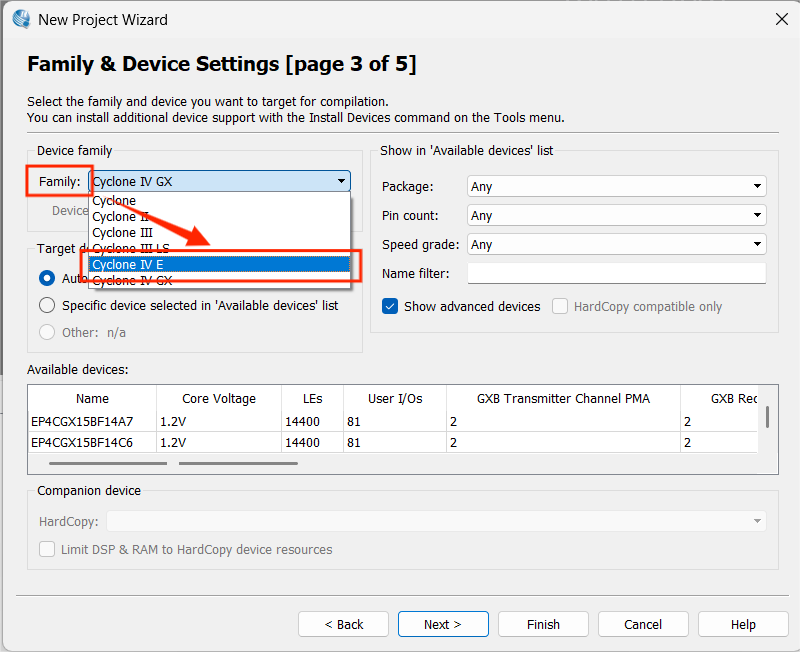 New Project Wizard
Family & Device Settings [page 3 of 5]
Select the family and device you want to target for compilation.
You can install additional device support with the Install Devices command on the Tools menu.
Device family
Family: Cyclone IV GX
Cyclone
Cyclone II
Cyclone III
Cyclone III LS
Cyclone IV E
Cyclone IV GX
Device
Target
Auto
Specific device selected in 'Available devices' list
Other: n/a
Show in 'Available devices' list
Package: Any
Pin count: Any
Speed grade: Any
Name filter:
Show advanced devices HardCopy compatible only
Available devices:
Name Core Voltage LEs User I/Os GXB Transmitter Channel PMA GXB Rec
EP4CGX15BF14A7 1.2V 14400 81 2 2
EP4CGX15BF14C6 1.2V 14400 81 2 2
Companion device
HardCopy:
Limit DSP & RAM to HardCopy device resources
< Back Next > Finish Cancel Help